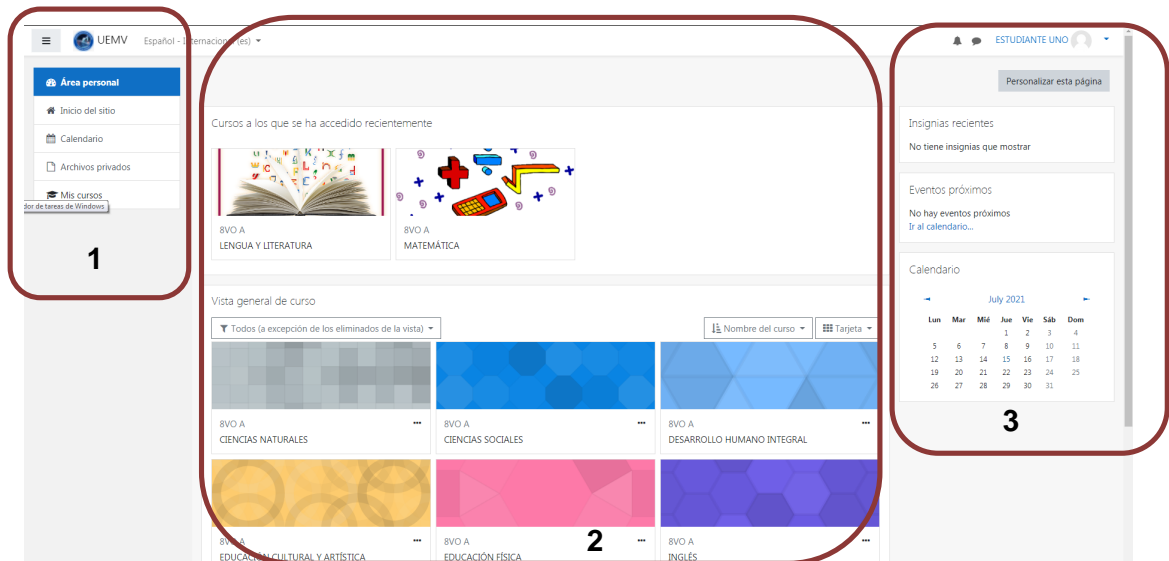 UEMV Español - Internacional (es)
ESTUDIANTE UNO
Área personal
Inicio del sitio
Calendario
Archivos privados
Mis cursos
dor de tareas de Windows
1
Cursos a los que se ha accedido recientemente
8VO A
LENGUA Y LITERATURA
8VO A
MATEMÁTICA
Vista general de curso
Todos (a excepción de los eliminados de la vista)
Nombre del curso
Tarjeta
8VO A
CIENCIAS NATURALES
8VO A
CIENCIAS SOCIALES
8VO A
DESARROLLO HUMANO INTEGRAL
8VO A
EDUCACIÓN CULTURAL Y ARTÍSTICA
8VO A
EDUCACIÓN FÍSICA
8VO A
INGLÉS
2
Personalizar esta página
Insignias recientes
No tiene insignias que mostrar
Eventos próximos
No hay eventos próximos
Ir al calendario...
Calendario
July 2021
Lun Mar Mié Jue Vie Sáb Dom
1 2 3 4
5 6 7 8 9 10 11
12 13 14 15 16 17 18
19 20 21 22 23 24 25
26 27 28 29 30 31
3